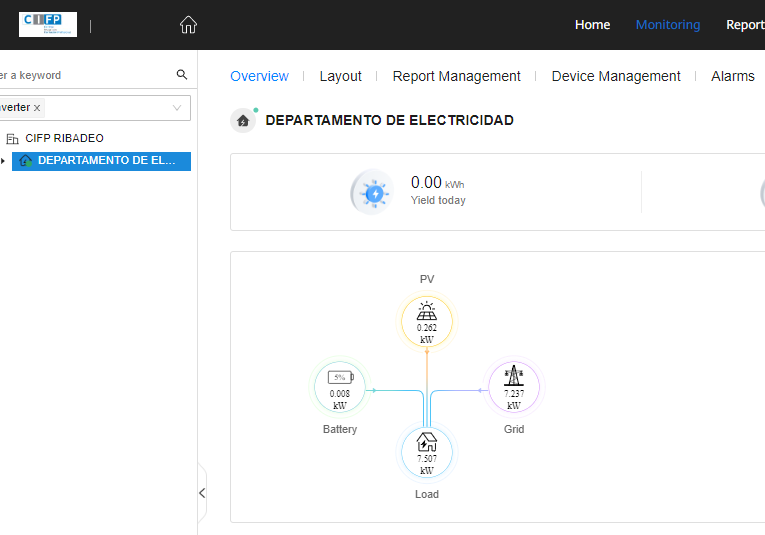 CIFP
Home Monitoring Report
er a keyword
verter ×
CIFP RIBADEO
DEPARTAMENTO DE EL...
Overview Layout Report Management Device Management Alarms
DEPARTAMENTO DE ELECTRICIDAD
0.00 kWh
Yield today
PV
0.262
kW
5%
0.008
kW
Battery
7.237
kW
Grid
7.507
kW
Load